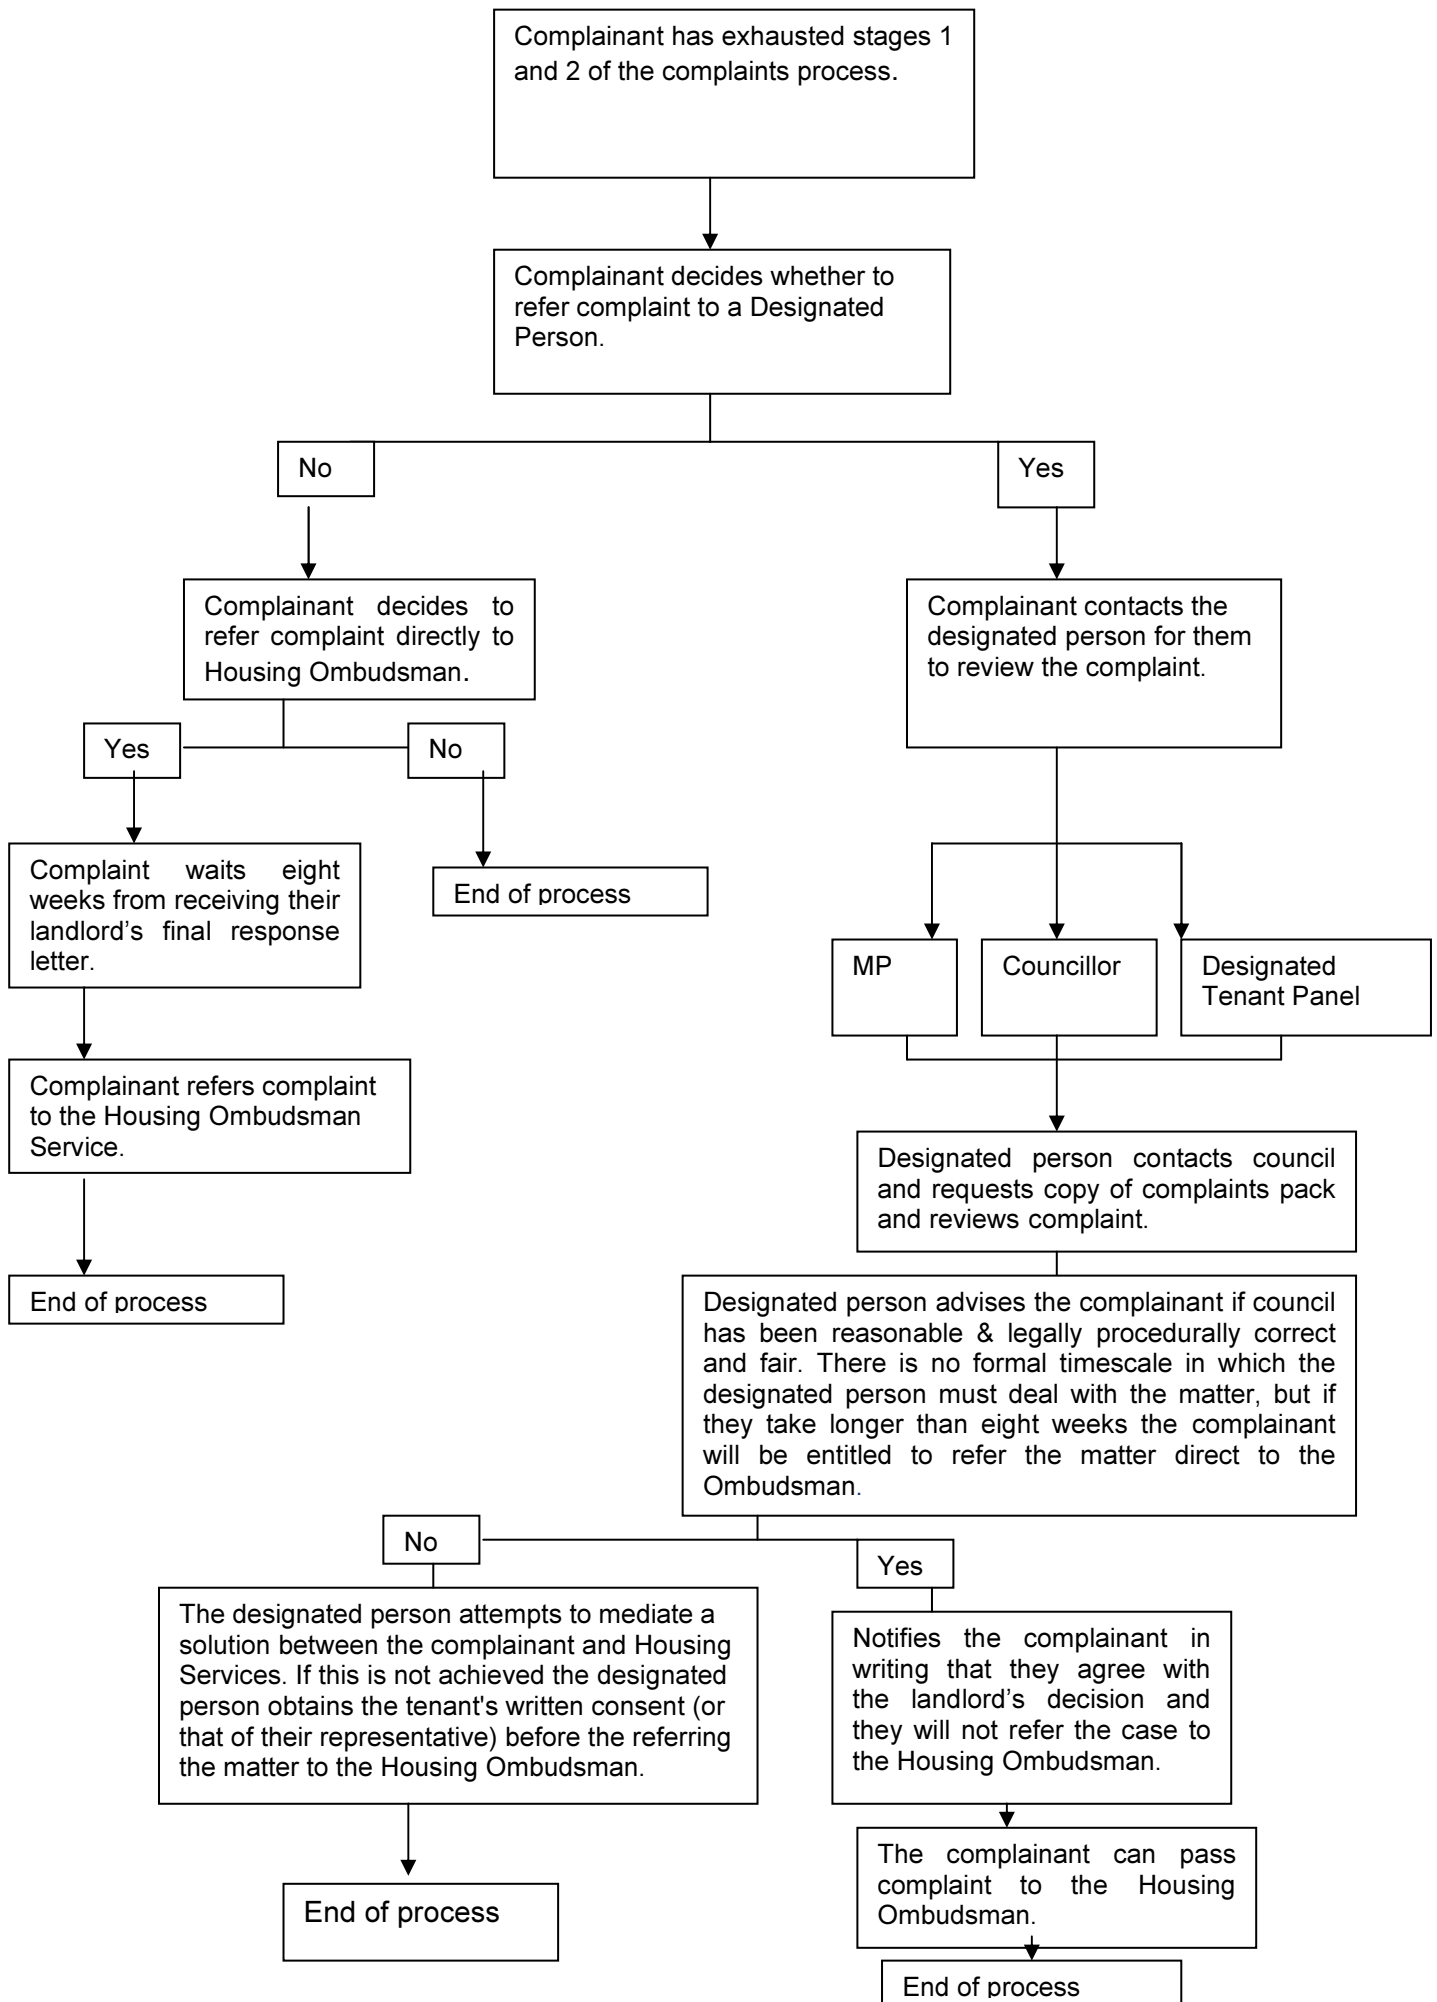 Complainant has exhausted stages 1
and 2 of the complaints process.
Complainant decides whether to
refer complaint to a Designated
Person.
No
Yes
Complainant decides to
refer complaint directly to
Housing Ombudsman.
Complainant contacts the
designated person for them
to review the complaint.
Yes
No
Complaint waits eight
weeks from receiving their
landlord’s final response
letter.
End of process
MP
Councillor
Designated
Tenant Panel
Complainant refers complaint
to the Housing Ombudsman
Service.
Designated person contacts council
and requests copy of complaints pack
and reviews complaint.
End of process
Designated person advises the complainant if council
has been reasonable & legally procedurally correct
and fair. There is no formal timescale in which the
designated person must deal with the matter, but if
they take longer than eight weeks the complainant
will be entitled to refer the matter direct to the
Ombudsman.
No
Yes
The designated person attempts to mediate a
solution between the complainant and Housing
Services. If this is not achieved the designated
person obtains the tenant's written consent (or
that of their representative) before the referring
the matter to the Housing Ombudsman.
Notifies the complainant in
writing that they agree with
the landlord’s decision and
they will not refer the case to
the Housing Ombudsman.
The complainant can pass
complaint to the Housing
Ombudsman.
End of process
End of process